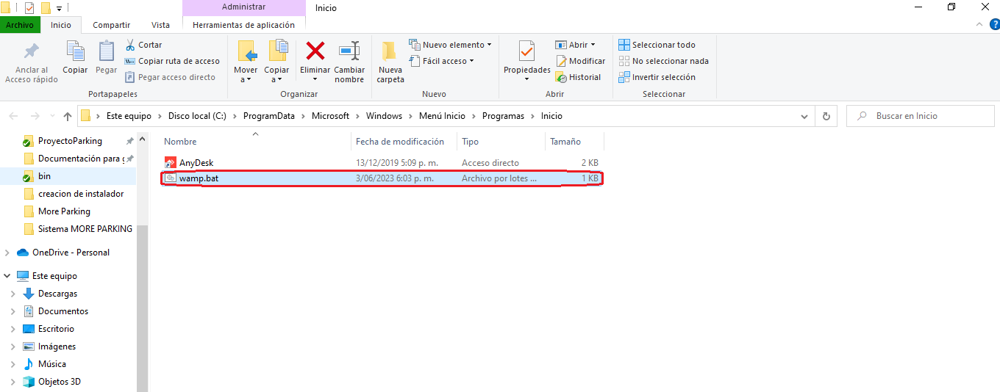 Administrar
Inicio
Archivo
Inicio
Compartir
Vista
Herramientas de aplicación
?
Anclar al
Acceso rápido
Copiar
Pegar
Cortar
Copiar ruta de acceso
Pegar acceso directo
Portapapeles
Mover
a
Copiar
a
Eliminar
Cambiar
nombre
Organizar
Nueva
carpeta
Nuevo elemento
Fácil acceso
Nuevo
Propiedades
Abrir
Modificar
Historial
Abrir
Seleccionar todo
No seleccionar nada
Invertir selección
Seleccionar
Este equipo
Disco local (C:)
ProgramData
Microsoft
Windows
Menú Inicio
Programas
Inicio
Buscar en Inicio
ProyectoParking
Documentación para g
bin
creacion de instalador
More Parking
Sistema MORE PARKING
OneDrive - Personal
Este equipo
Descargas
Documentos
Escritorio
Imágenes
Música
Objetos 3D
Nombre
Fecha de modificación
Tipo
Tamaño
AnyDesk
13/12/2019 5:09 p. m.
Acceso directo
2 KB
wamp.bat
3/06/2023 6:03 p. m.
Archivo por lotes ...
1 KB